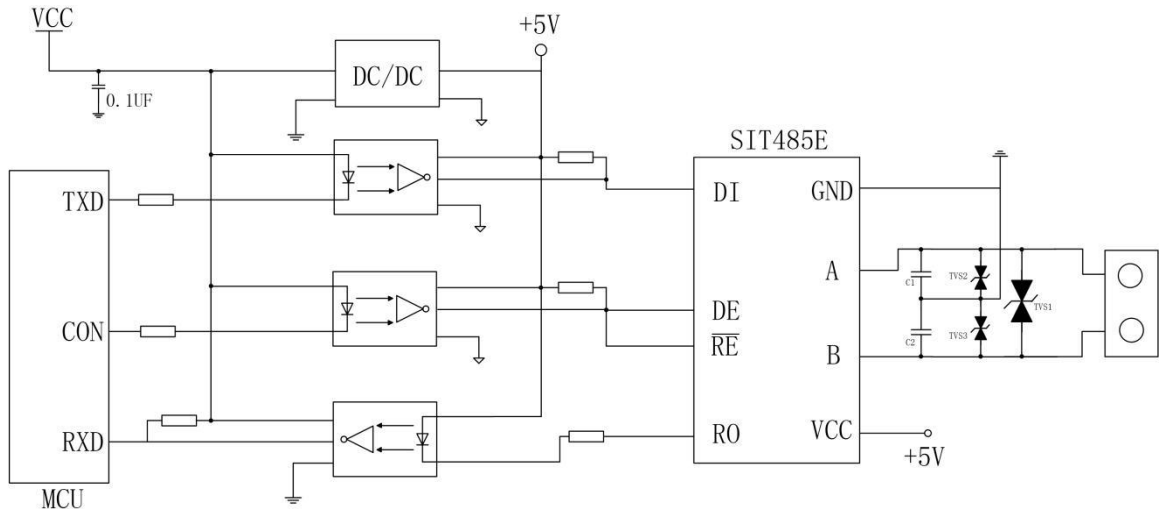 VCC
+5V
DC/DC
0.1UF
SIT485E
TXD
DI
GND
A
C1
TVS2
TVS1
CON
DE
RE
C2
TVS3
B
RXD
RO
VCC
+5V
MCU